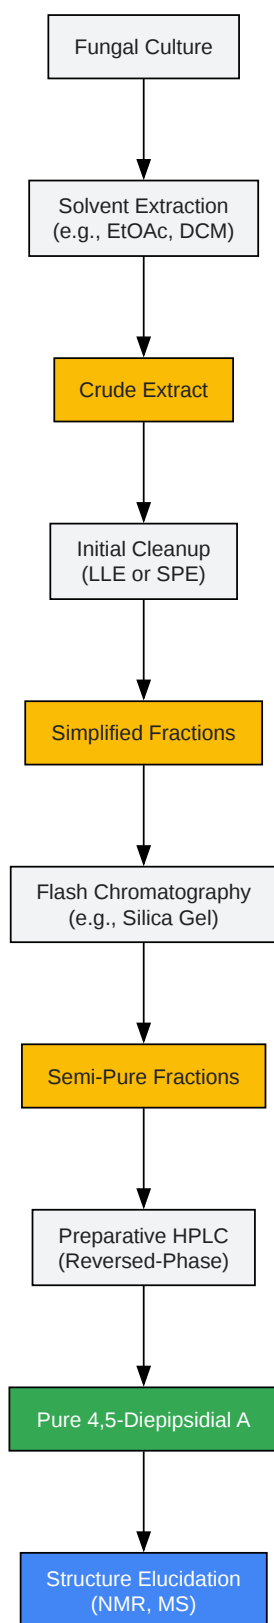 Fungal Culture
Solvent Extraction
(e.g., EtOAc, DCM)
Crude Extract
Initial Cleanup
(LLE or SPE)
Simplified Fractions
Flash Chromatography
(e.g., Silica Gel)
Semi-Pure Fractions
Preparative HPLC
(Reversed-Phase)
Pure 4,5-Diepipsidial A
Structure Elucidation
(NMR, MS)